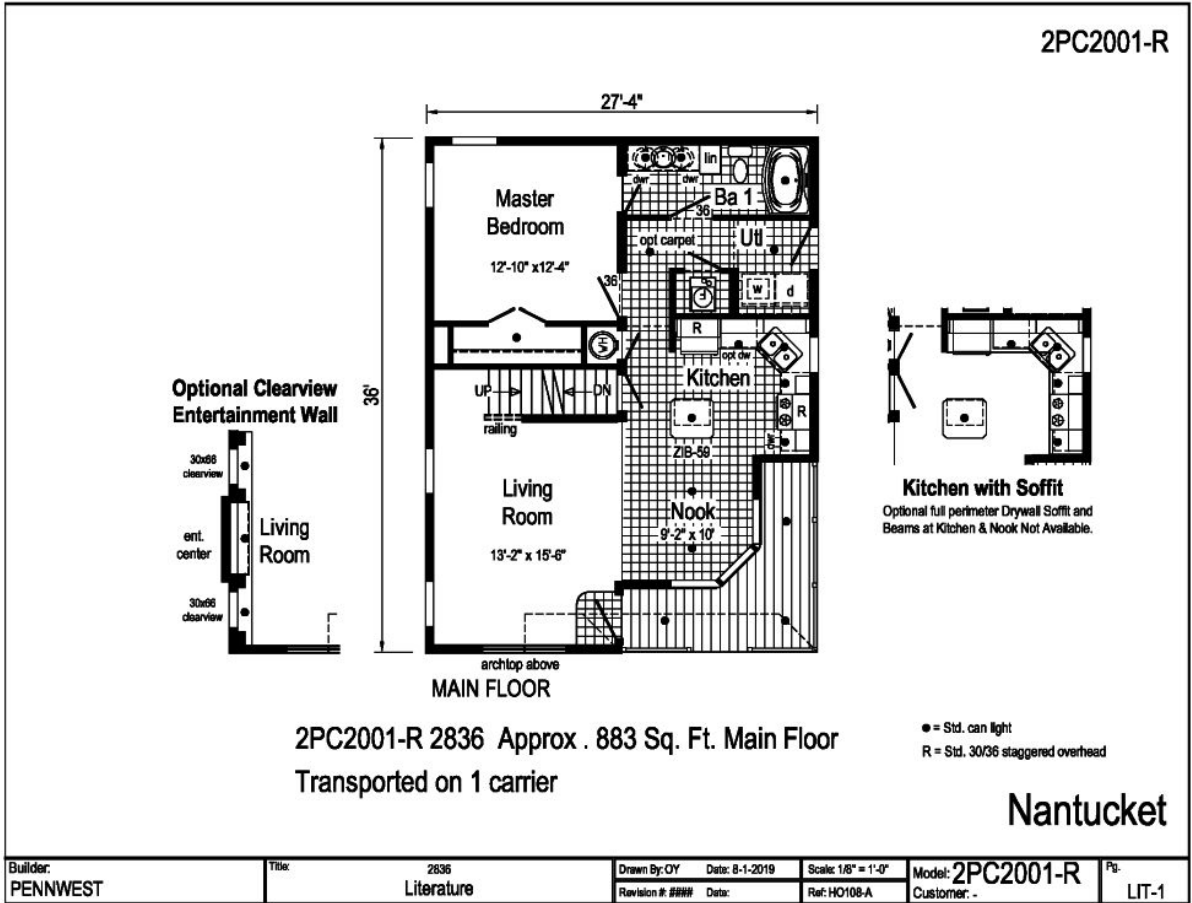 2PC2001-R
27'-4"
36'
Master
Bedroom
12'-10" x12'-4"
lin
dwr
dwr
Ba 1
36
opt carpet
Utl
36
w
d
F
WH
R
opt dw
Kitchen
R
dwr
ZIB-59
UP
DN
railing
Living
Room
13'-2" x 15'-6"
Nook
9'-2" x 10'
archtop above
MAIN FLOOR
Optional Clearview
Entertainment Wall
30x66
clearview
ent.
center
Living
Room
30x66
clearview
Kitchen with Soffit
Optional full perimeter Drywall Soffit and
Beams at Kitchen & Nook Not Available.
2PC2001-R 2836 Approx . 883 Sq. Ft. Main Floor
Transported on 1 carrier
● = Std. can light
R = Std. 30/36 staggered overhead
Nantucket
Builder:
PENNWEST
Title:
2836
Literature
Drawn By: OY Date: 8-1-2019
Revision #: #### Date:
Scale: 1/8" = 1'-0"
Ref: HO108-A
Model: 2PC2001-R
Customer: -
Pg.
LIT-1